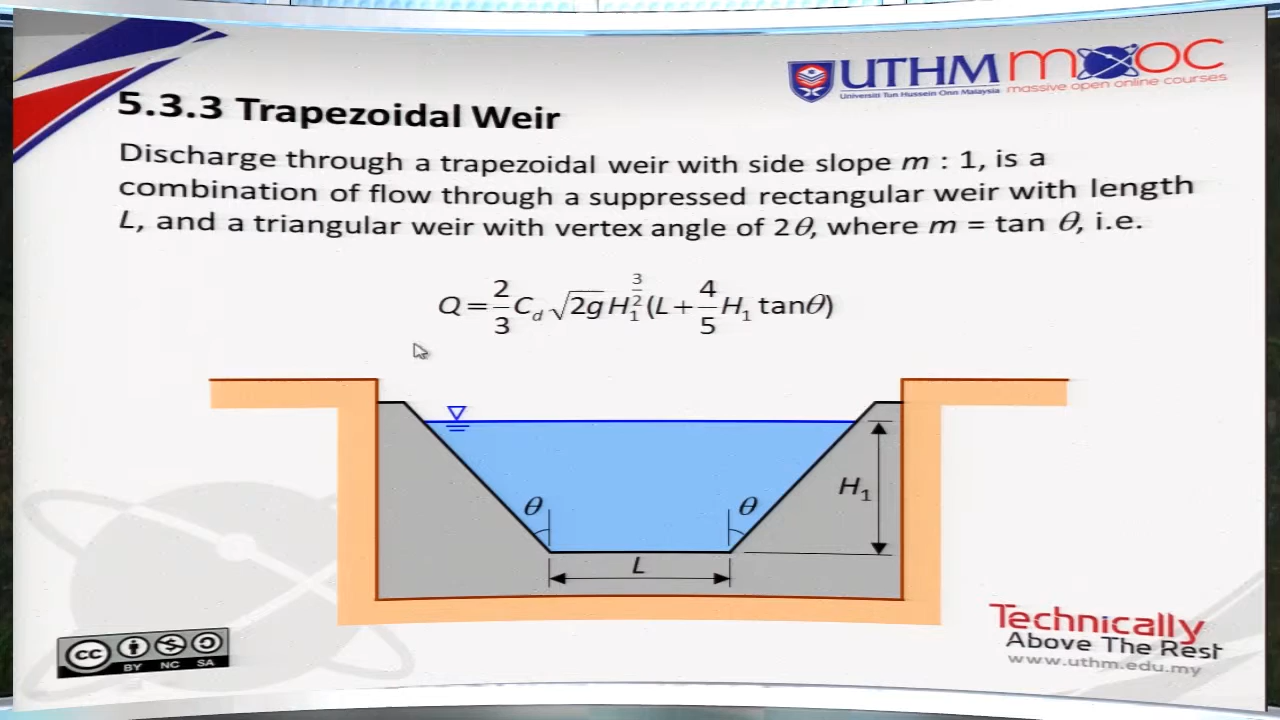 UTHM mooc
Universiti Tun Hussein Onn Malaysia massive open online courses
5.3.3 Trapezoidal Weir
Discharge through a trapezoidal weir with side slope m : 1, is a
combination of flow through a suppressed rectangular weir with length
L, and a triangular weir with vertex angle of 2θ, where m = tan θ, i.e.
Q = 2/3 C_d √2g H_1^(3/2) (L + 4/5 H_1 tanθ)
θ θ H₁
L
Technically
Above The Rest
www.uthm.edu.my
cc BY NC SA